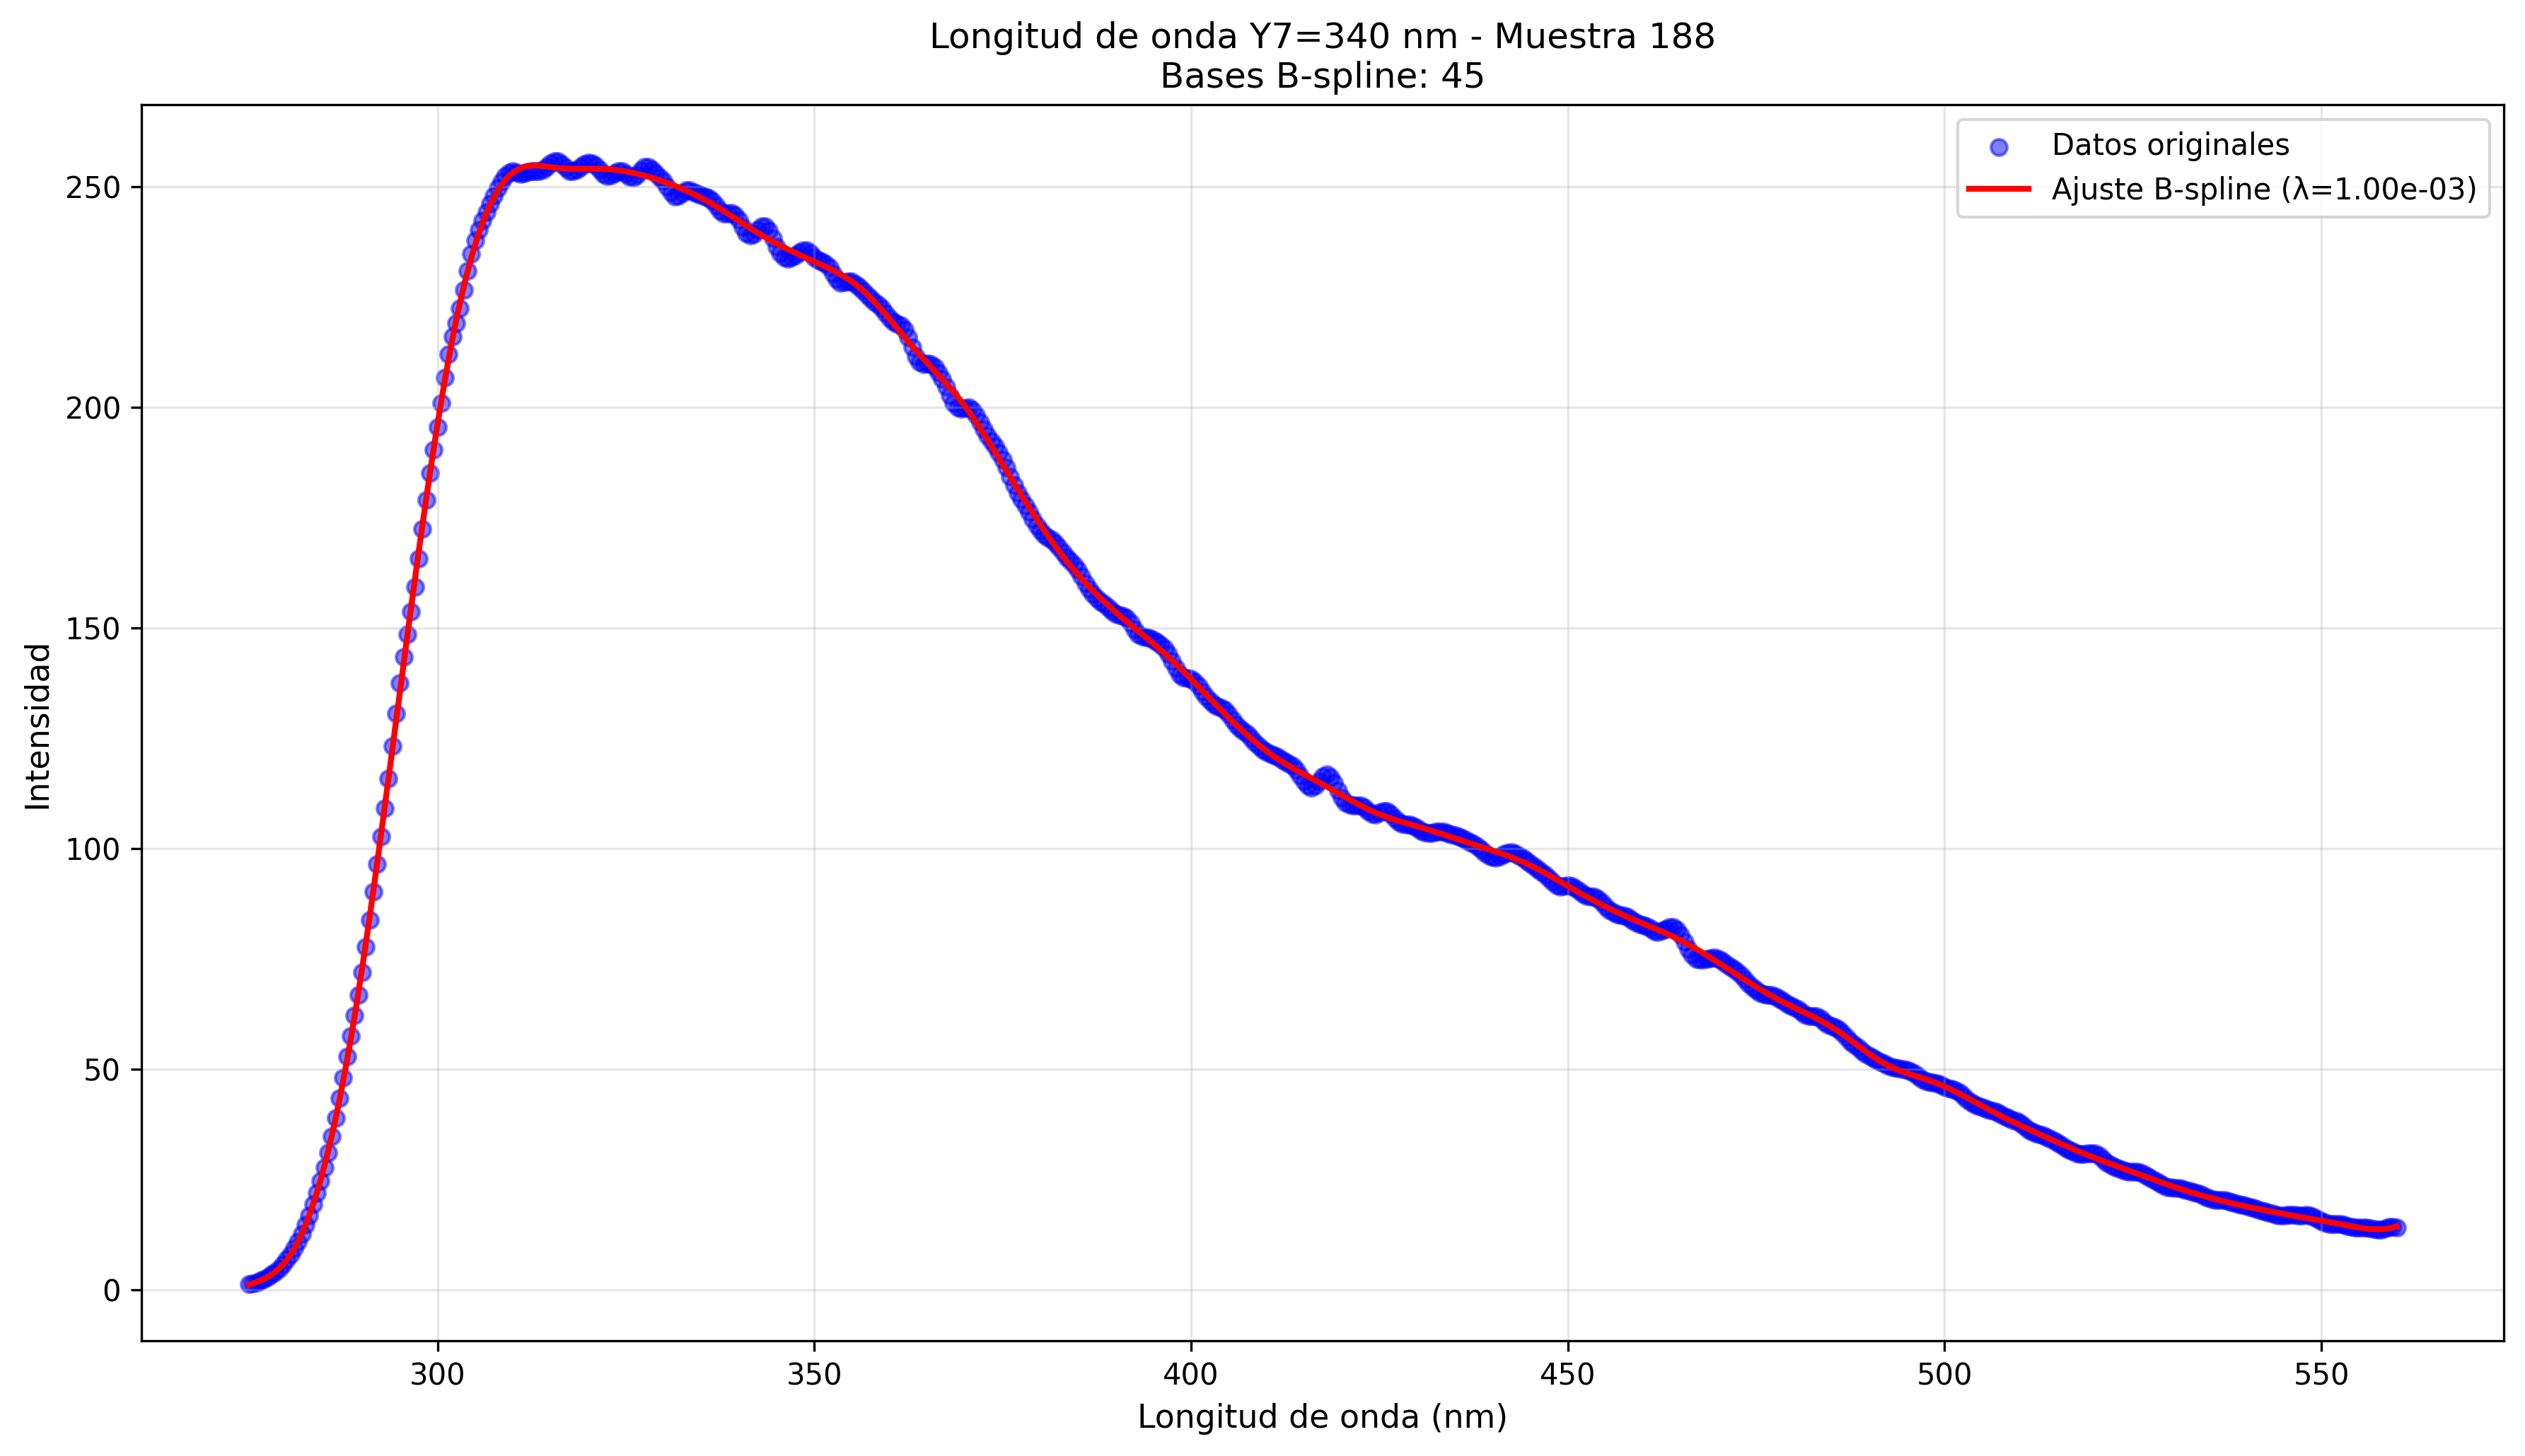 Longitud de onda Y7=340 nm - Muestra 188
Bases B-spline: 45
Datos originales
Ajuste B-spline (λ=1.00e-03)
Intensidad
250
200
150
100
50
0
300 350 400 450 500 550
Longitud de onda (nm)